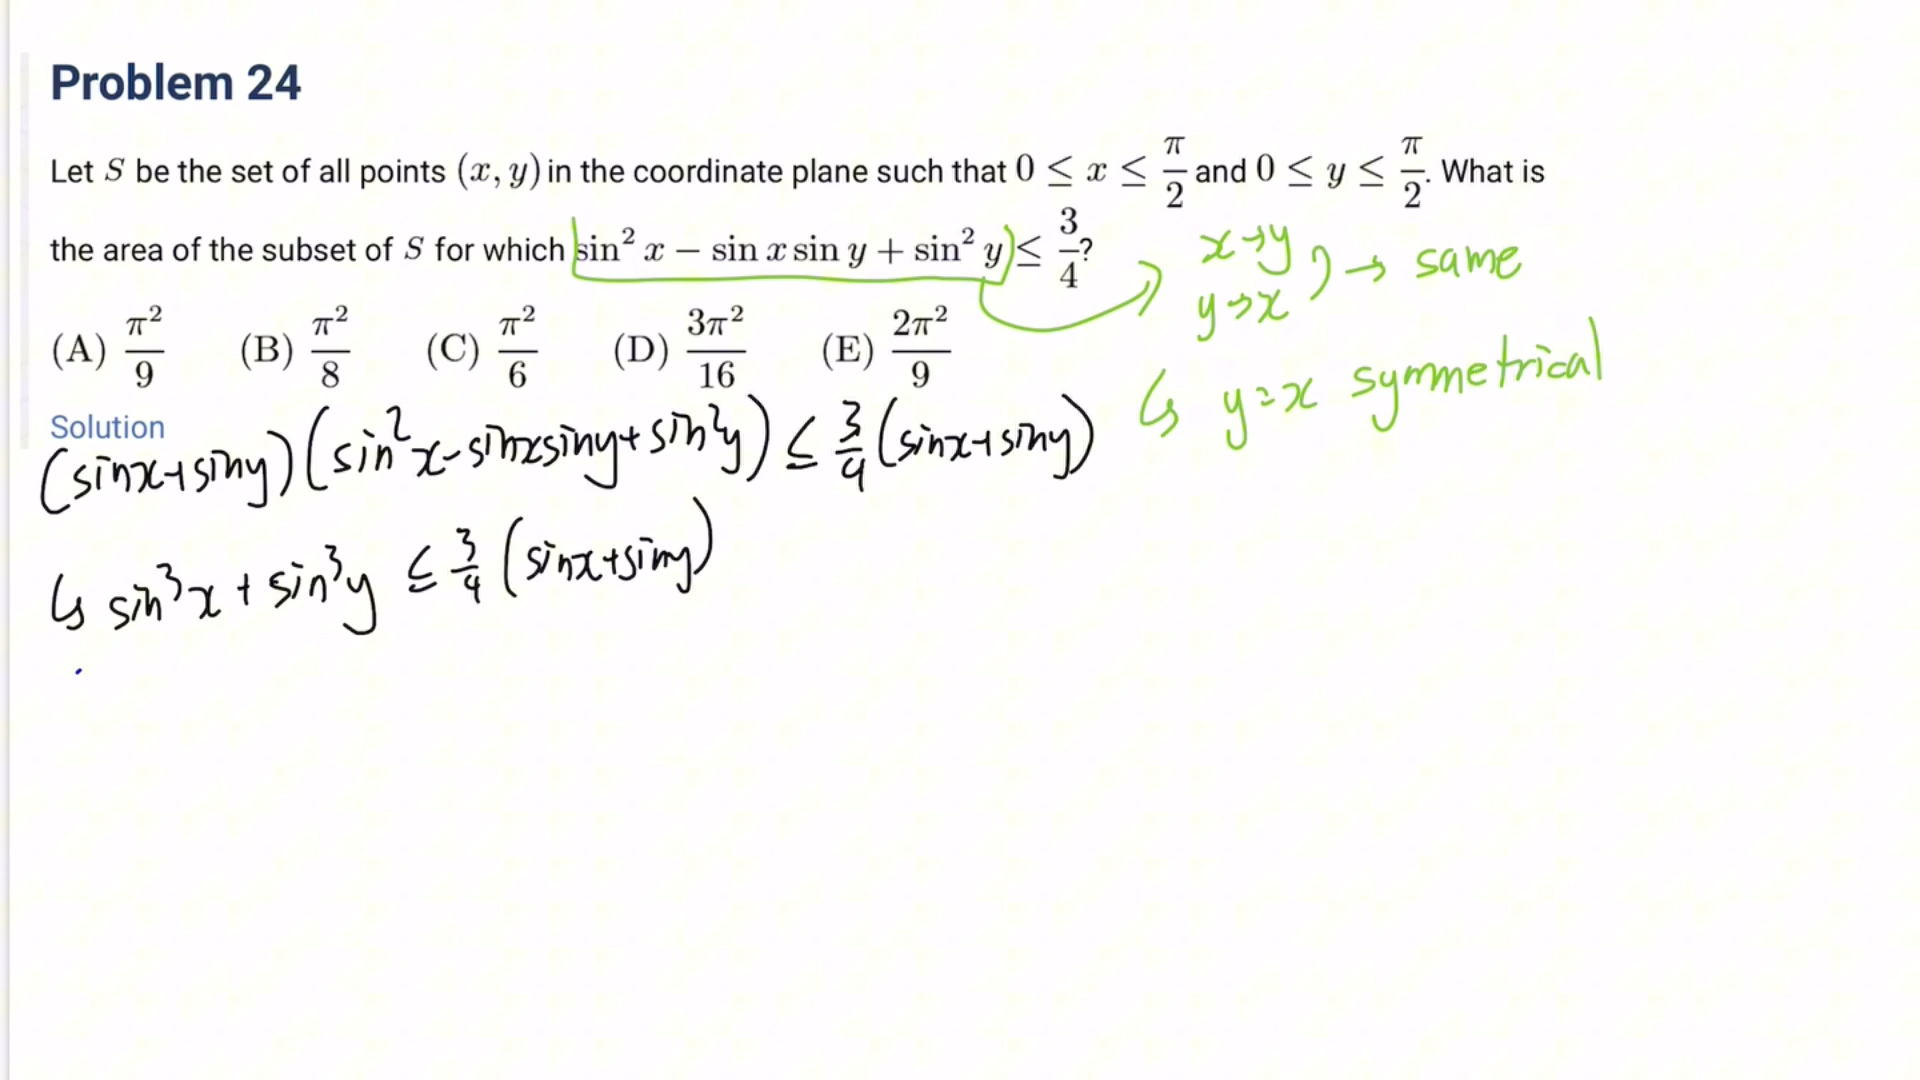 Problem 24
Let S be the set of all points (x, y) in the coordinate plane such that 0 ≤ x ≤ π/2 and 0 ≤ y ≤ π/2. What is
the area of the subset of S for which sin² x − sin x sin y + sin² y ≤ 3/4?
x→y
y→x
) → same
(A) π²/9 (B) π²/8 (C) π²/6 (D) 3π²/16 (E) 2π²/9
↳ y=x symmetrical
Solution
(sinx+siny)(sin²x-sinxsiny+sin²y) ≤ 3/4 (sinx+siny)
↳ sin³x + sin³y ≤ 3/4 (sinx+siny)